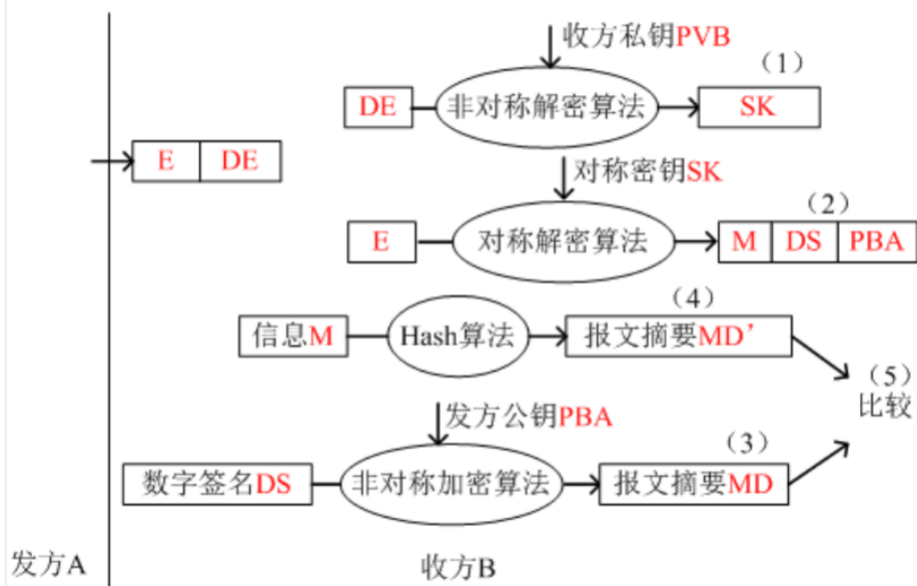 收方私钥PVB
（1）
DE
非对称解密算法
SK
E
DE
对称密钥SK
（2）
E
对称解密算法
M
DS
PBA
（4）
信息M
Hash算法
报文摘要MD’
（5）
比较
发方公钥PBA
（3）
数字签名DS
非对称加密算法
报文摘要MD
发方A
收方B